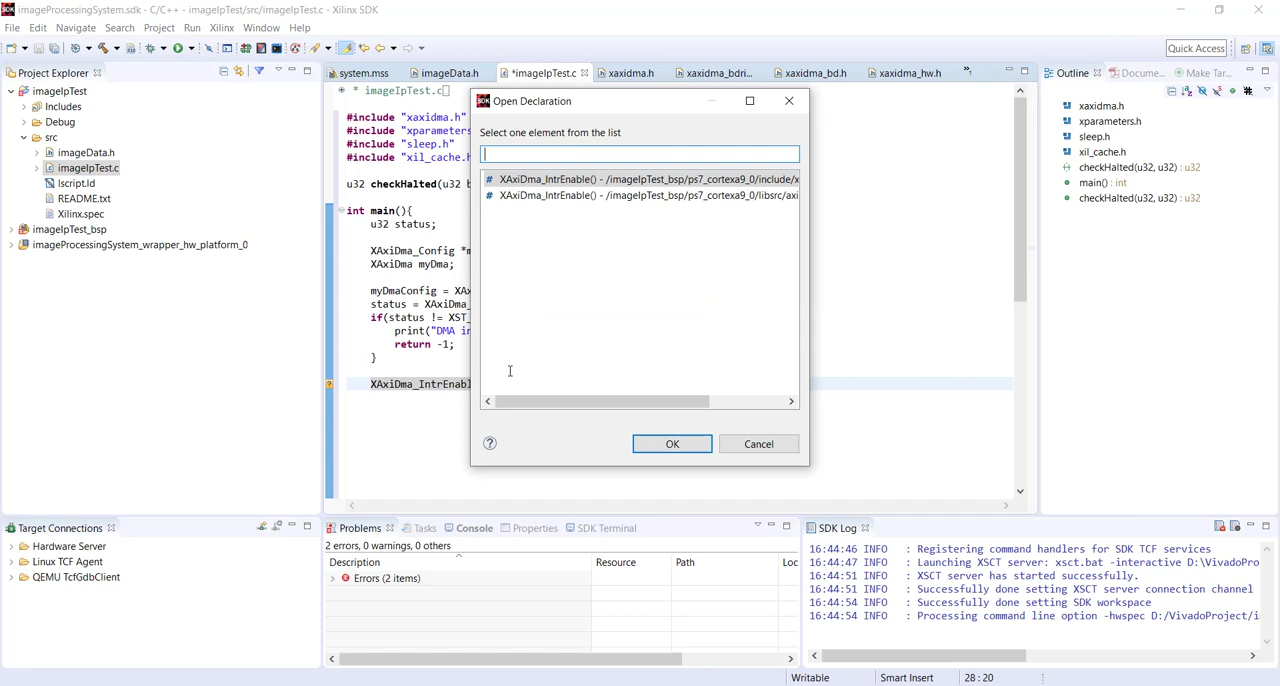 imageProcessingSystem.sdk - C/C++ - imageIpTest/src/imageIpTest.c - Xilinx SDK
File Edit Navigate Search Project Run Xilinx Window Help
Quick Access
Project Explorer
system.mss imageData.h *imageIpTest.c xaxidma.h xaxidma_bdri... xaxidma_bd.h xaxidma_hw.h
Outline Docume... Make Tar...
imageIpTest
Includes
Debug
src
imageData.h
imageIpTest.c
lscript.ld
README.txt
Xilinx.spec
imageIpTest_bsp
imageProcessingSystem_wrapper_hw_platform_0
* imageIpTest.c
#include "xaxidma.h"
#include "xparameters
#include "sleep.h"
#include "xil_cache.h
u32 checkHalted(u32 b
int main(){
u32 status;
XAxiDma_Config *m
XAxiDma myDma;
myDmaConfig = XAx
status = XAxiDma_
if(status != XST_
print("DMA in
return -1;
}
XAxiDma_IntrEnabl
SDK Open Declaration
Select one element from the list
# XAxiDma_IntrEnable() - /imageIpTest_bsp/ps7_cortexa9_0/include/x
# XAxiDma_IntrEnable() - /imageIpTest_bsp/ps7_cortexa9_0/libsrc/axi
OK Cancel
xaxidma.h
xparameters.h
sleep.h
xil_cache.h
checkHalted(u32, u32) : u32
main() : int
checkHalted(u32, u32) : u32
Target Connections
Hardware Server
Linux TCF Agent
QEMU TcfGdbClient
Problems Tasks Console Properties SDK Terminal
2 errors, 0 warnings, 0 others
Description Resource Path Loc
Errors (2 items)
SDK Log
16:44:46 INFO : Registering command handlers for SDK TCF services
16:44:47 INFO : Launching XSCT server: xsct.bat -interactive D:\VivadoPro
16:44:51 INFO : XSCT server has started successfully.
16:44:51 INFO : Successfully done setting XSCT server connection channel
16:44:54 INFO : Successfully done setting SDK workspace
16:44:54 INFO : Processing command line option -hwspec D:/VivadoProject/i
Writable Smart Insert 28 : 20